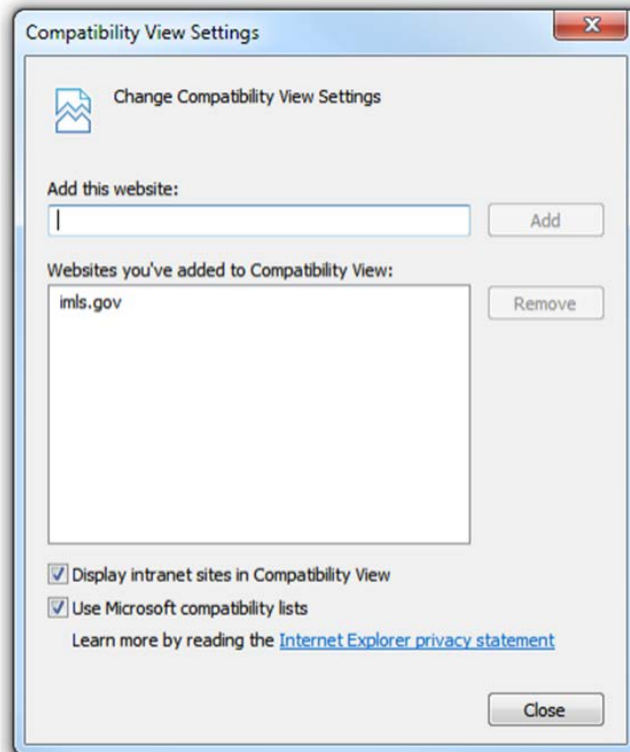 Compatibility View Settings
Change Compatibility View Settings
Add this website:
Add
Websites you've added to Compatibility View:
imls.gov
Remove
Display intranet sites in Compatibility View
Use Microsoft compatibility lists
Learn more by reading the Internet Explorer privacy statement
Close